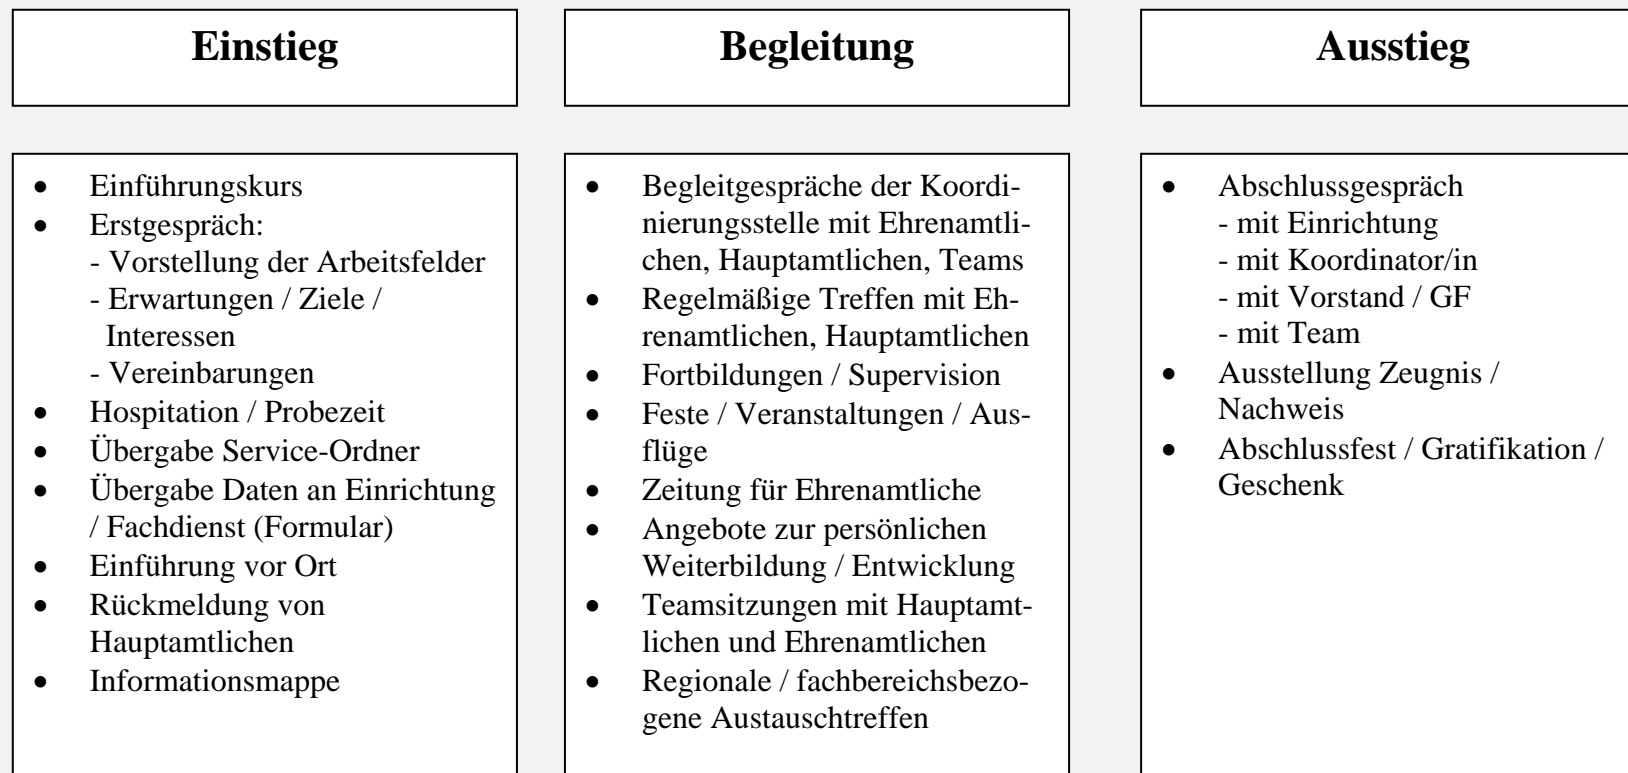 Einstieg
• Einführungskurs
• Erstgespräch:
- Vorstellung der Arbeitsfelder
- Erwartungen / Ziele /
Interessen
- Vereinbarungen
• Hospitation / Probezeit
• Übergabe Service-Ordner
• Übergabe Daten an Einrichtung
/ Fachdienst (Formular)
• Einführung vor Ort
• Rückmeldung von
Hauptamtlichen
• Informationsmappe
Begleitung
• Begleitgespräche der Koordi-
nierungsstelle mit Ehrenamtli-
chen, Hauptamtlichen, Teams
• Regelmäßige Treffen mit Eh-
renamtlichen, Hauptamtlichen
• Fortbildungen / Supervision
• Feste / Veranstaltungen / Aus-
flüge
• Zeitung für Ehrenamtliche
• Angebote zur persönlichen
Weiterbildung / Entwicklung
• Teamsitzungen mit Hauptamt-
lichen und Ehrenamtlichen
• Regionale / fachbereichsbezo-
gene Austauschtreffen
Ausstieg
• Abschlussgespräch
- mit Einrichtung
- mit Koordinator/in
- mit Vorstand / GF
- mit Team
• Ausstellung Zeugnis /
Nachweis
• Abschlussfest / Gratifikation /
Geschenk